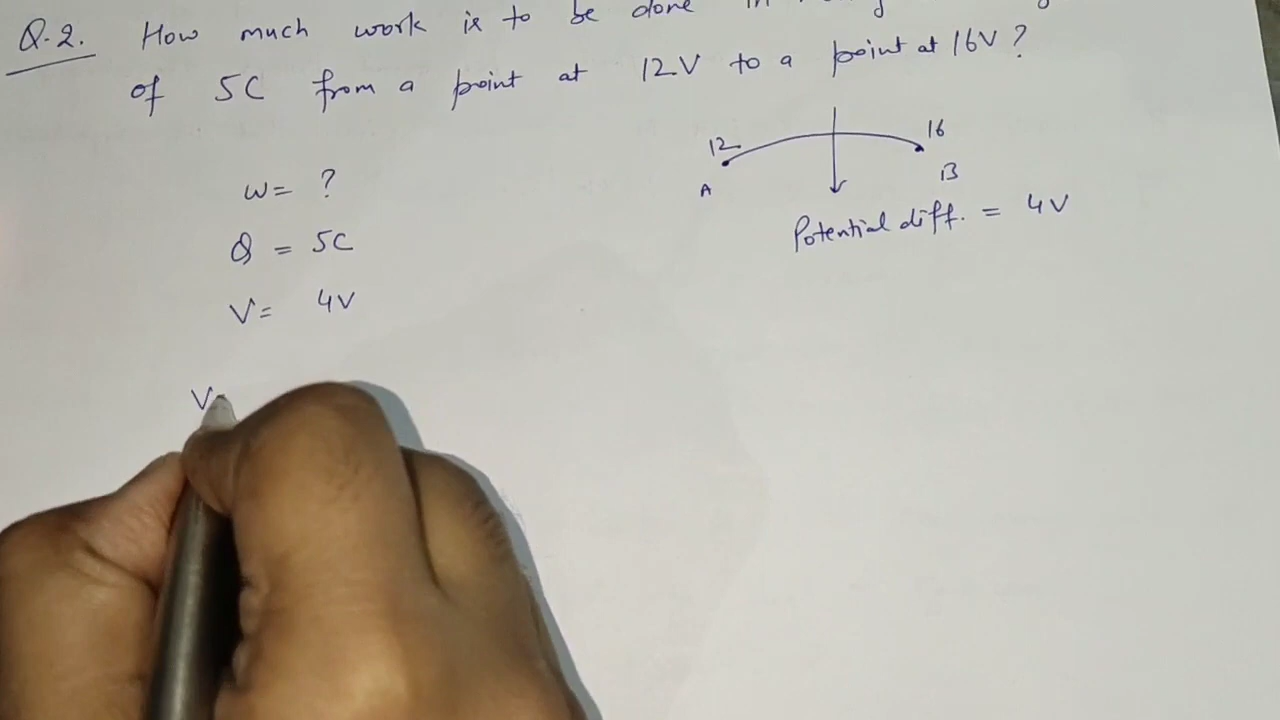 Q.2. How much work is to be done in
of 5C from a point at 12V to a point at 16V ?
12 16
A B
Potential diff. = 4V
W = ?
Q = 5C
V = 4V
V